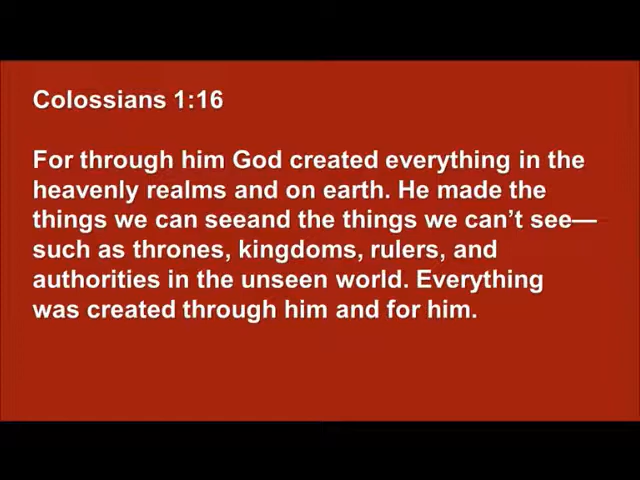 Colossians 1:16
For through him God created everything in the
heavenly realms and on earth. He made the
things we can seeand the things we can’t see—
such as thrones, kingdoms, rulers, and
authorities in the unseen world. Everything
was created through him and for him.